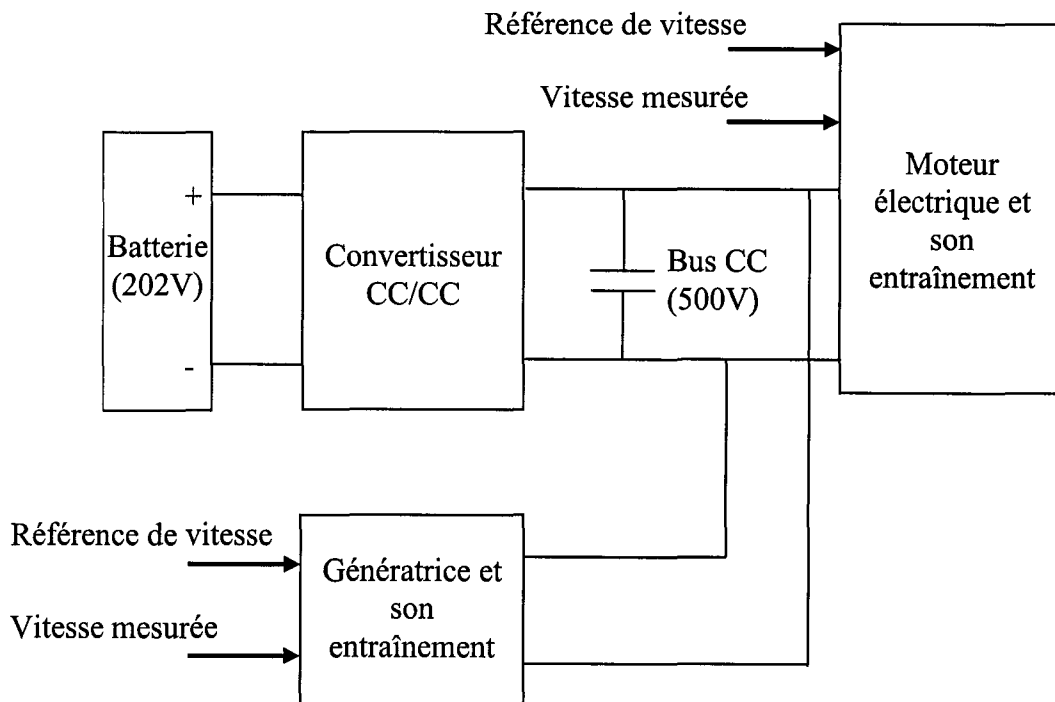 Référence de vitesse
Vitesse mesurée
Moteur
électrique et
son
entraînement
+
Batterie
(202V)
-
Convertisseur
CC/CC
Bus CC
(500V)
Référence de vitesse
Vitesse mesurée
Génératrice et
son
entraînement